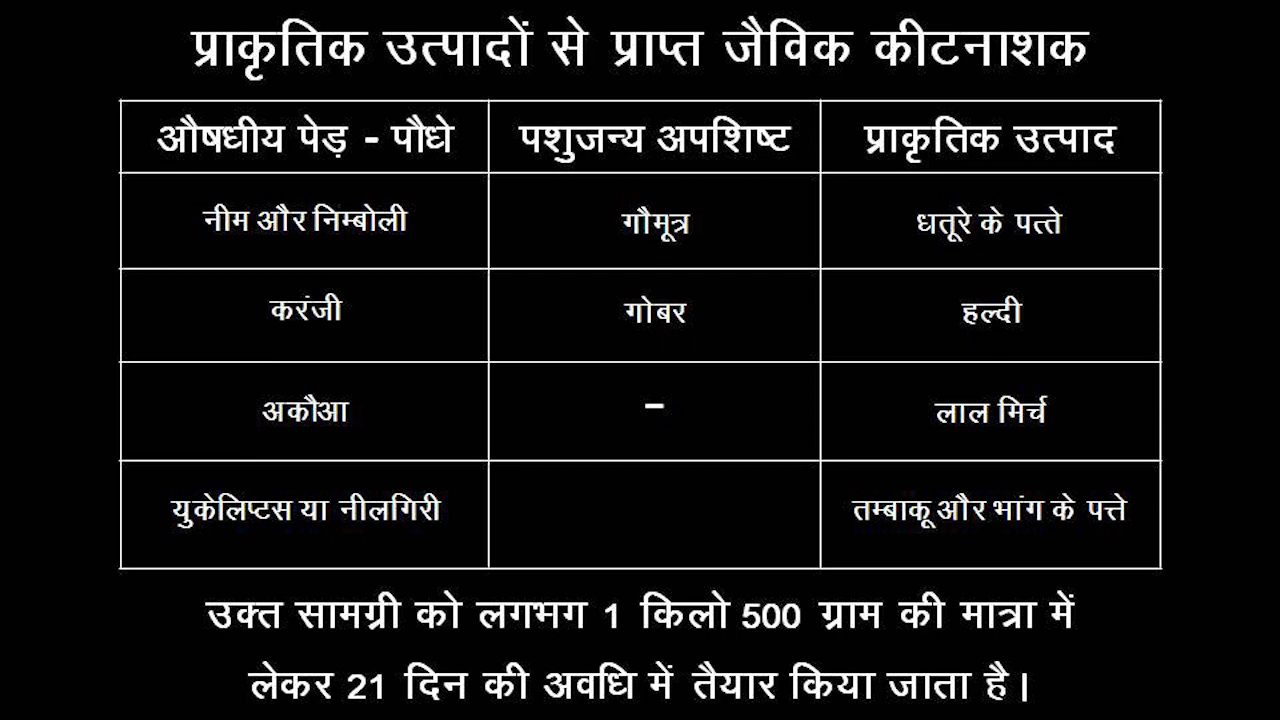 प्राकृतिक उत्पादों से प्राप्त जैविक कीटनाशक
औषधीय पेड़ - पौधे पशुजन्य अपशिष्ट प्राकृतिक उत्पाद
नीम और निम्बोली गौमूत्र धतूरे के पत्ते
करंजी गोबर हल्दी
अकौआ – लाल मिर्च
युकेलिप्टस या नीलगिरी तम्बाकू और भांग के पत्ते
उक्त सामग्री को लगभग 1 किलो 500 ग्राम की मात्रा में
लेकर 21 दिन की अवधि में तैयार किया जाता है।